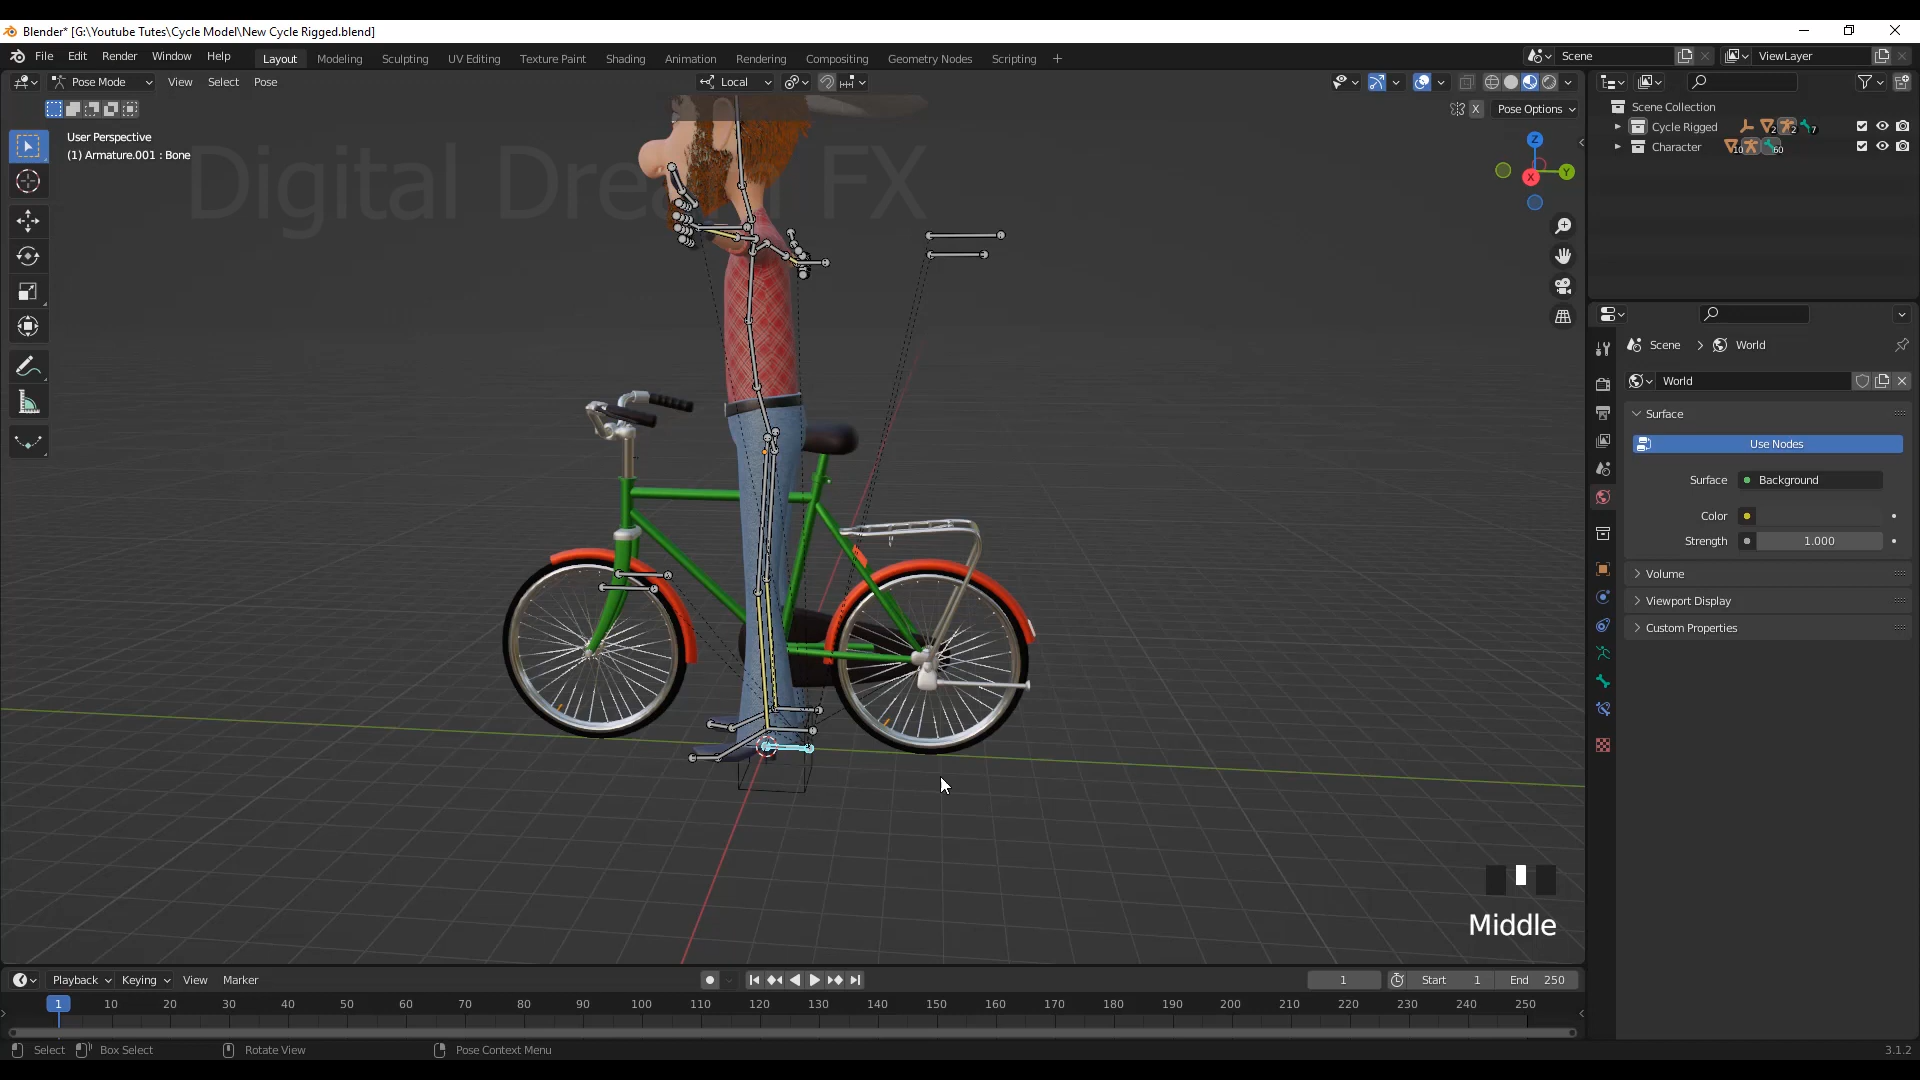 Blender* [G:\Youtube Tutes\Cycle Model\New Cycle Rigged.blend]
File Edit Render Window Help Layout Modeling Sculpting UV Editing Texture Paint Shading Animation Rendering Compositing Geometry Nodes Scripting + Scene ViewLayer
Pose Mode View Select Pose Local
X Pose Options
User Perspective
(1) Armature.001 : Bone
Digital Dream FX
Z
Y
X
Scene Collection
Cycle Rigged 2 2 7
Character 10 60
Scene > World
World
Surface
Use Nodes
Surface Background
Color
Strength 1.000
Volume
Viewport Display
Custom Properties
Middle
Playback Keying View Marker 1 Start 1 End 250
1 10 20 30 40 50 60 70 80 90 100 110 120 130 140 150 160 170 180 190 200 210 220 230 240 250
Select Box Select Rotate View Pose Context Menu 3.1.2